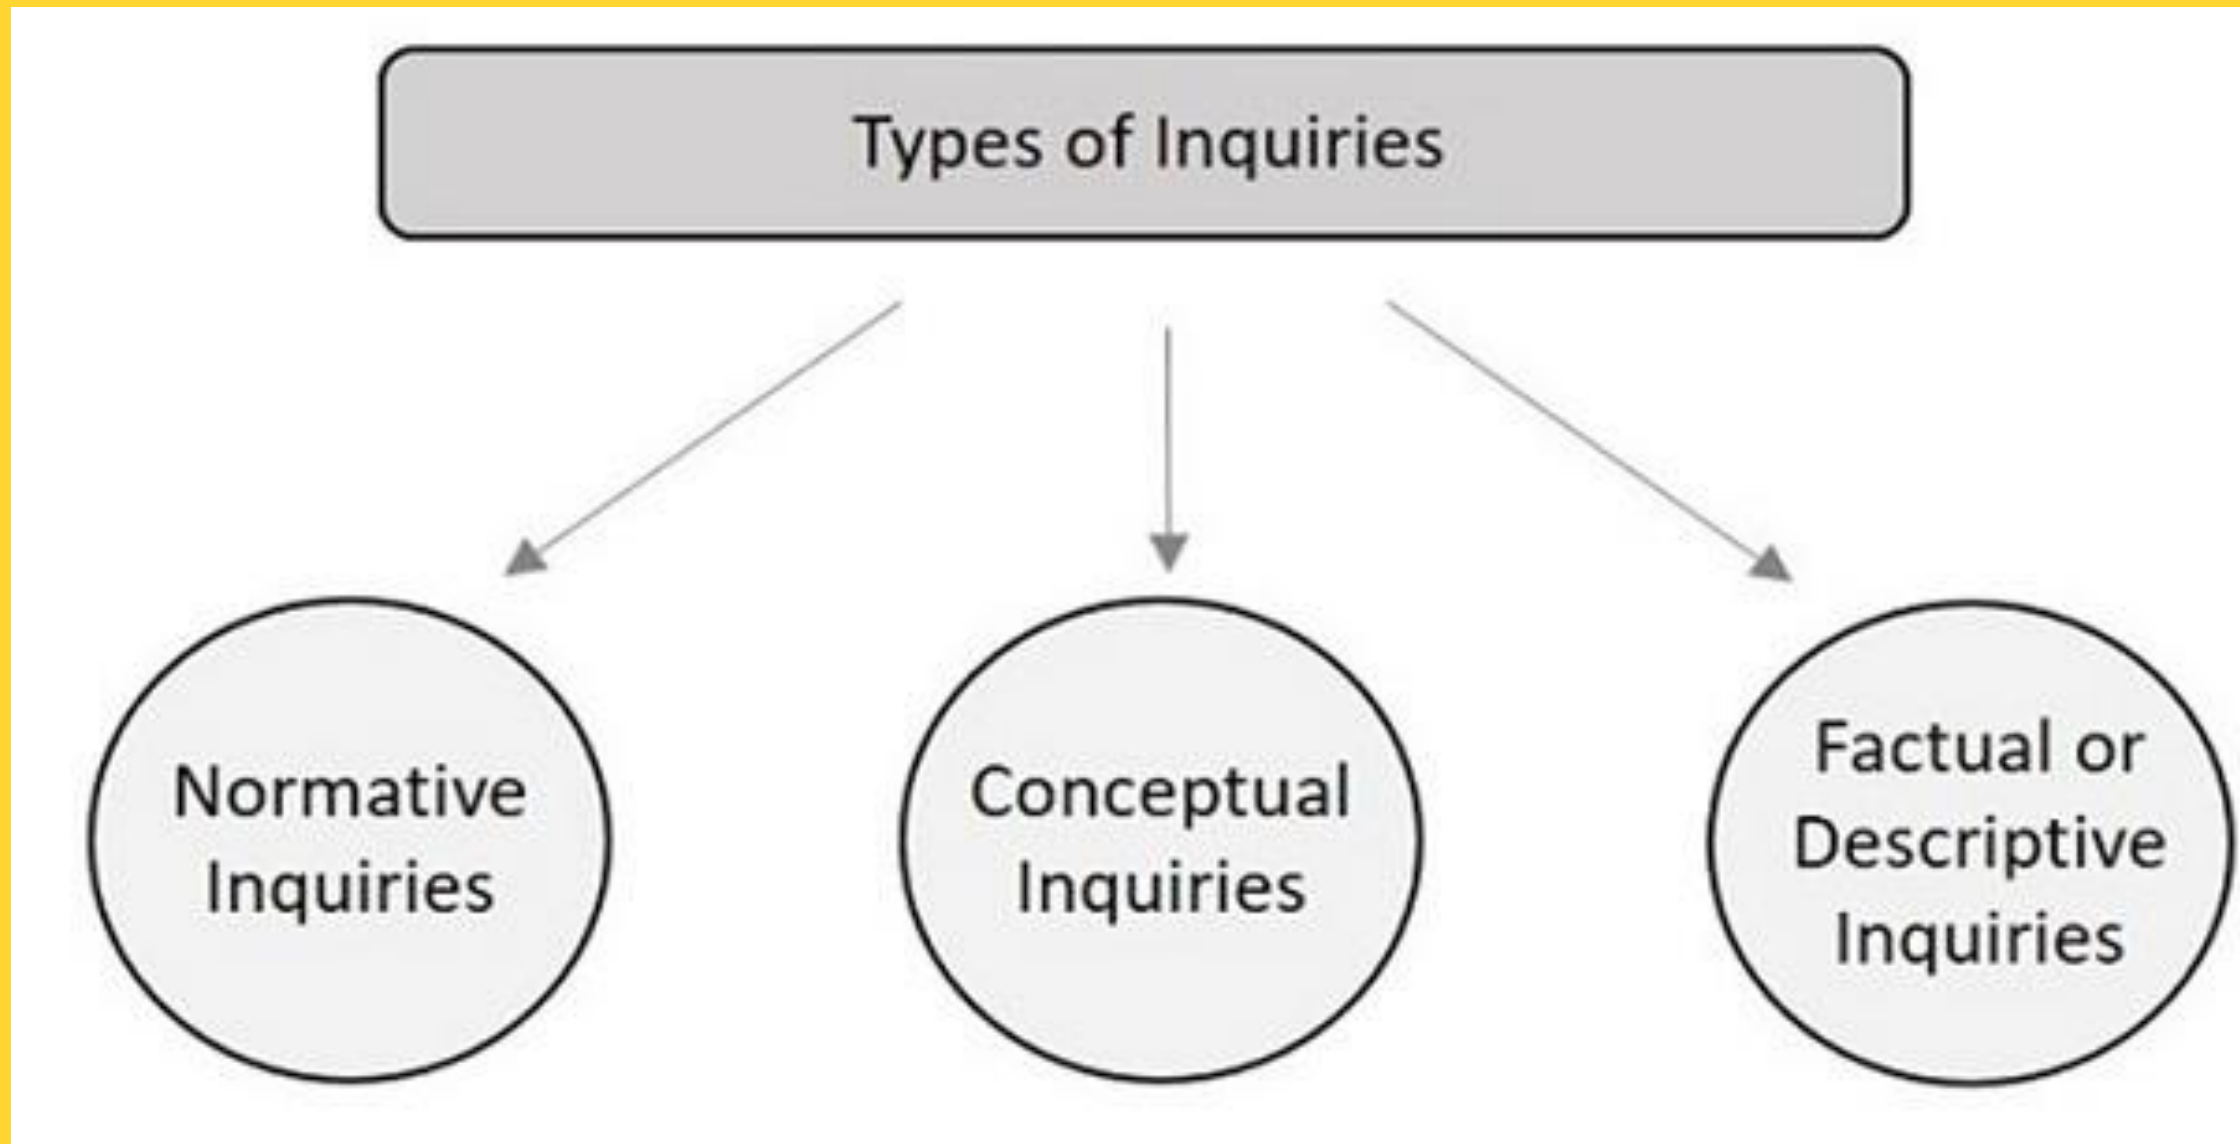 Types of Inquiries
Normative
Inquiries
Conceptual
Inquiries
Factual or
Descriptive
Inquiries